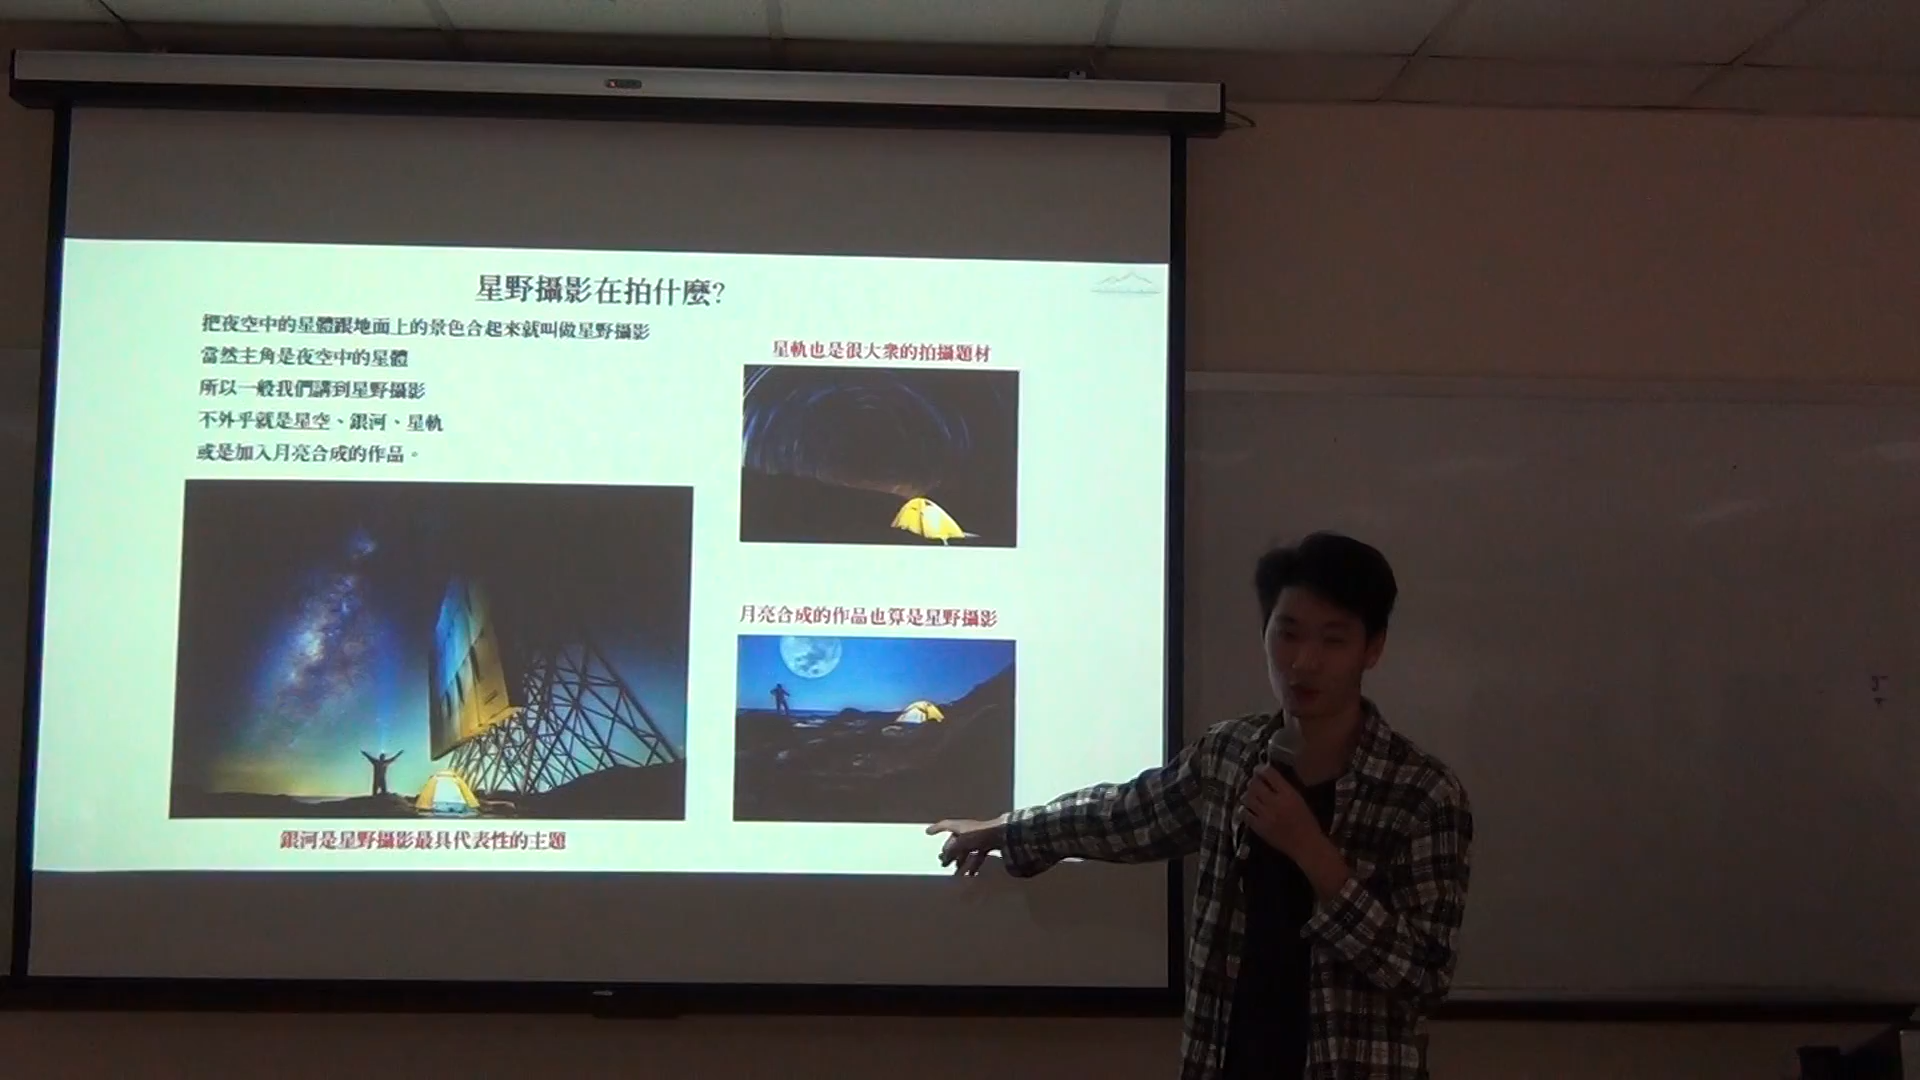 星野攝影在拍什麼?
把夜空中的星體跟地面上的景色合起來就叫做星野攝影
當然主角是夜空中的星體
所以一般我們講到星野攝影
不外乎就是星空、銀河、星軌
或是加入月亮合成的作品。
銀河是星野攝影最具代表性的主題
星軌也是很大眾的拍攝題材
月亮合成的作品也算是星野攝影